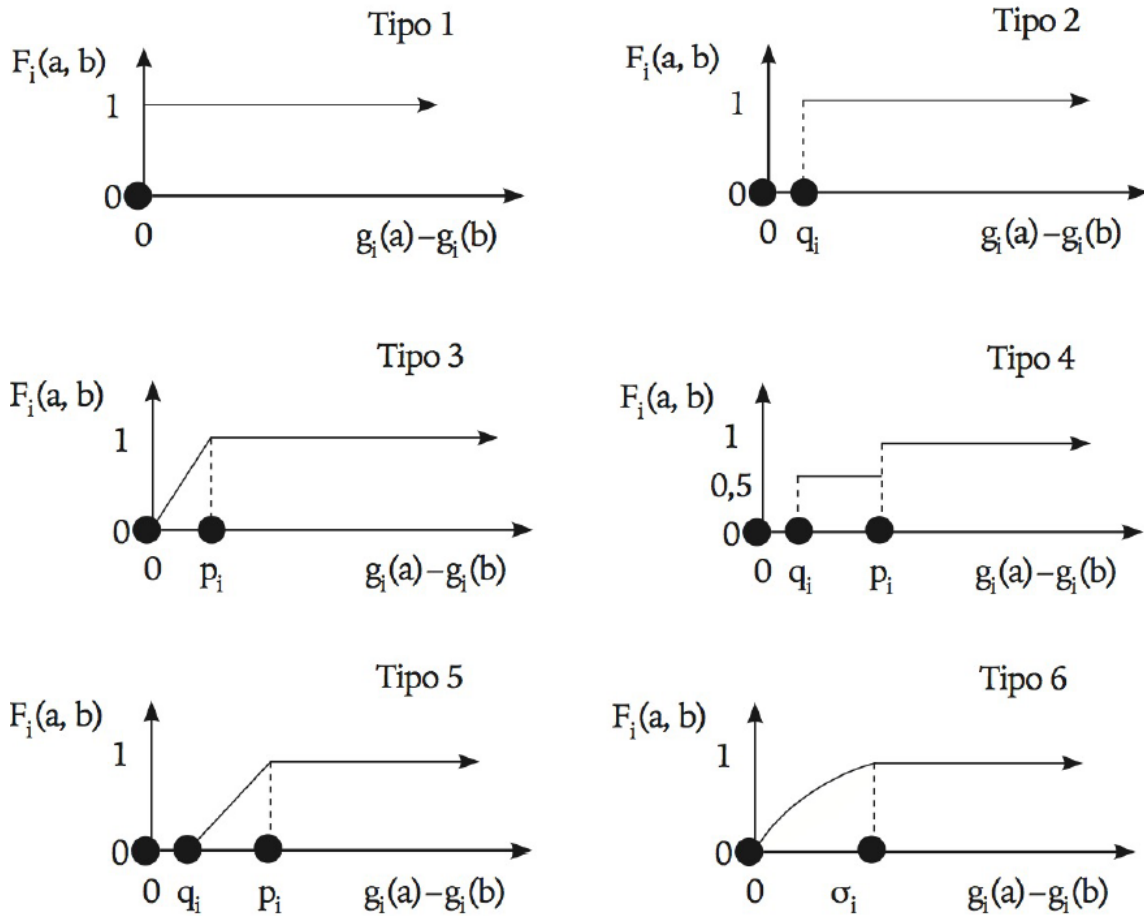 Tipo 1
F_i(a, b)
1
0
0 g_i(a)–g_i(b)
Tipo 2
F_i(a, b)
1
0
0 q_i g_i(a)–g_i(b)
Tipo 3
F_i(a, b)
1
0
0 p_i g_i(a)–g_i(b)
Tipo 4
F_i(a, b)
1
0,5
0
0 q_i p_i g_i(a)–g_i(b)
Tipo 5
F_i(a, b)
1
0
0 q_i p_i g_i(a)–g_i(b)
Tipo 6
F_i(a, b)
1
0
0 σ_i g_i(a)–g_i(b)